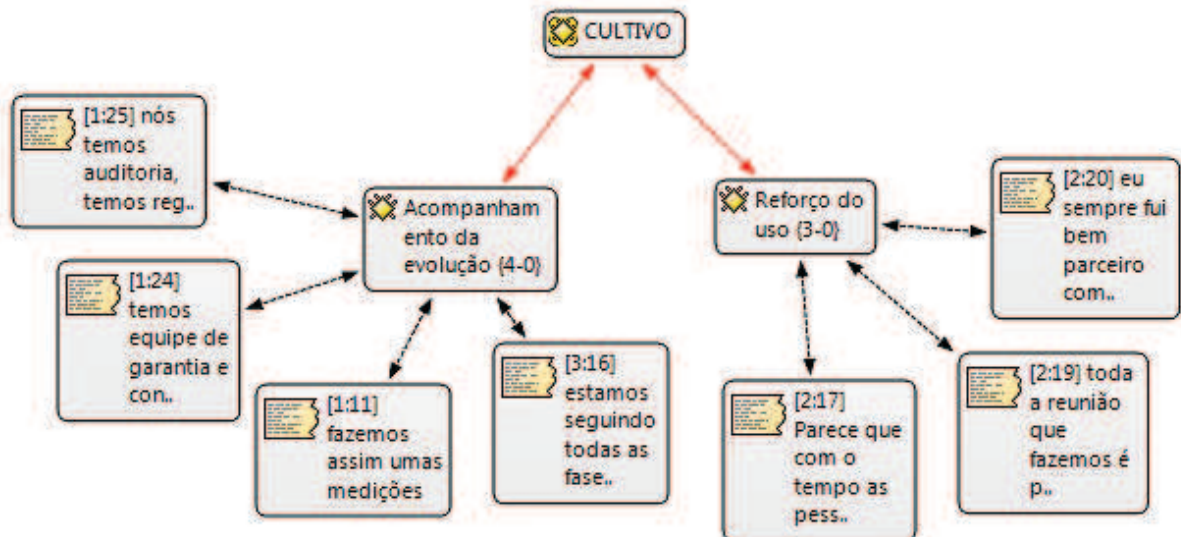 CULTIVO
[1:25] nós
temos
auditoria,
temos reg..
Acompanham
ento da
evolução {4-0}
Reforço do
uso {3-0}
[2:20] eu
sempre fui
bem
parceiro
com..
[1:24]
temos
equipe de
garantia e
con..
[1:11]
fazemos
assim umas
medições
[3:16]
estamos
seguindo
todas as
fase..
[2:17]
Parece que
com o
tempo as
pess..
[2:19] toda
a reunião
que
fazemos é
p..